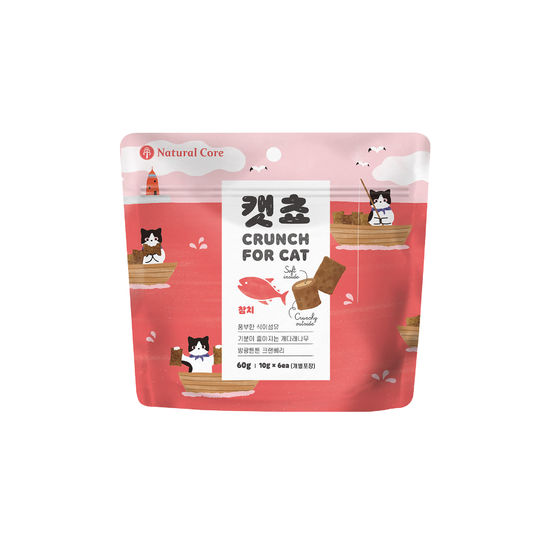 Natural Core
캣쵸
CRUNCH
FOR CAT
Soft
inside
Crunchy
outside
참치
풍부한 식이섬유
기분이 좋아지는 개다래나무
방광튼튼 크랜베리
60g | 10g × 6ea (개별포장)